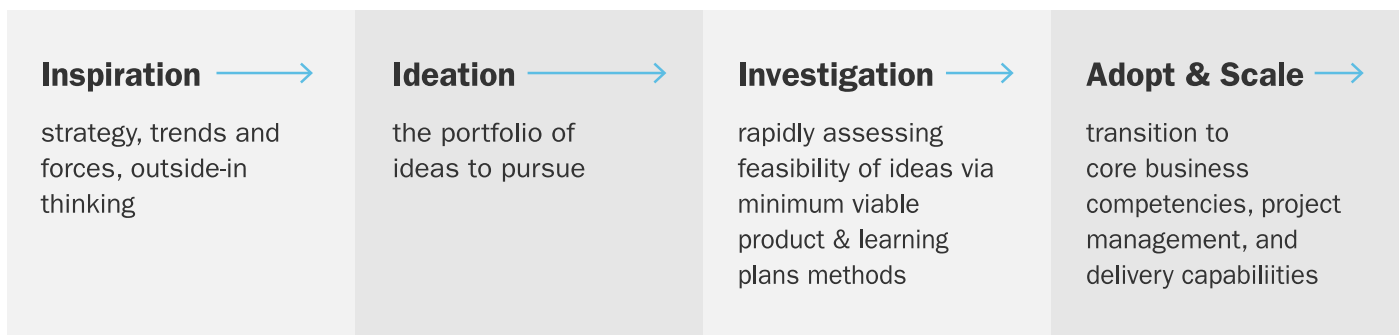 Inspiration
strategy, trends and
forces, outside-in
thinking
Ideation
the portfolio of
ideas to pursue
Investigation
rapidly assessing
feasibility of ideas via
minimum viable
product & learning
plans methods
Adopt & Scale
transition to
core business
competencies, project
management, and
delivery capabiliities